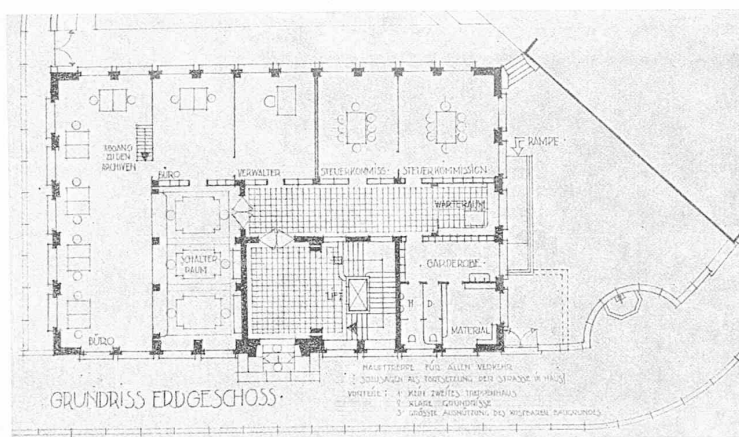 RAMPE
ABGANG
ZU DEN
ARCHIVEN
BÜRO
VERWALTER
STEUERKOMMISS·
STEUERKOMMISSION
WARTERAUM
SCHALTER
RAUM
GARDEROBE·
LIFT
H
D
MATERIAL
BÜRO
HAUPTTREPPE FÜR ALLEN VERKEHR
SOZUSAGEN ALS FORTSETZUNG DER STRASSE IM HAUS
VORTEILE: 1 KEIN ZWEITES TREPPENHAUS
2 KLARE GRUNDRISSE
3 GRÖSSTE AUSNÜTZUNG DES KOSTBAREN BAUGRUNDES
GRUNDRISS ERDGESCHOSS·